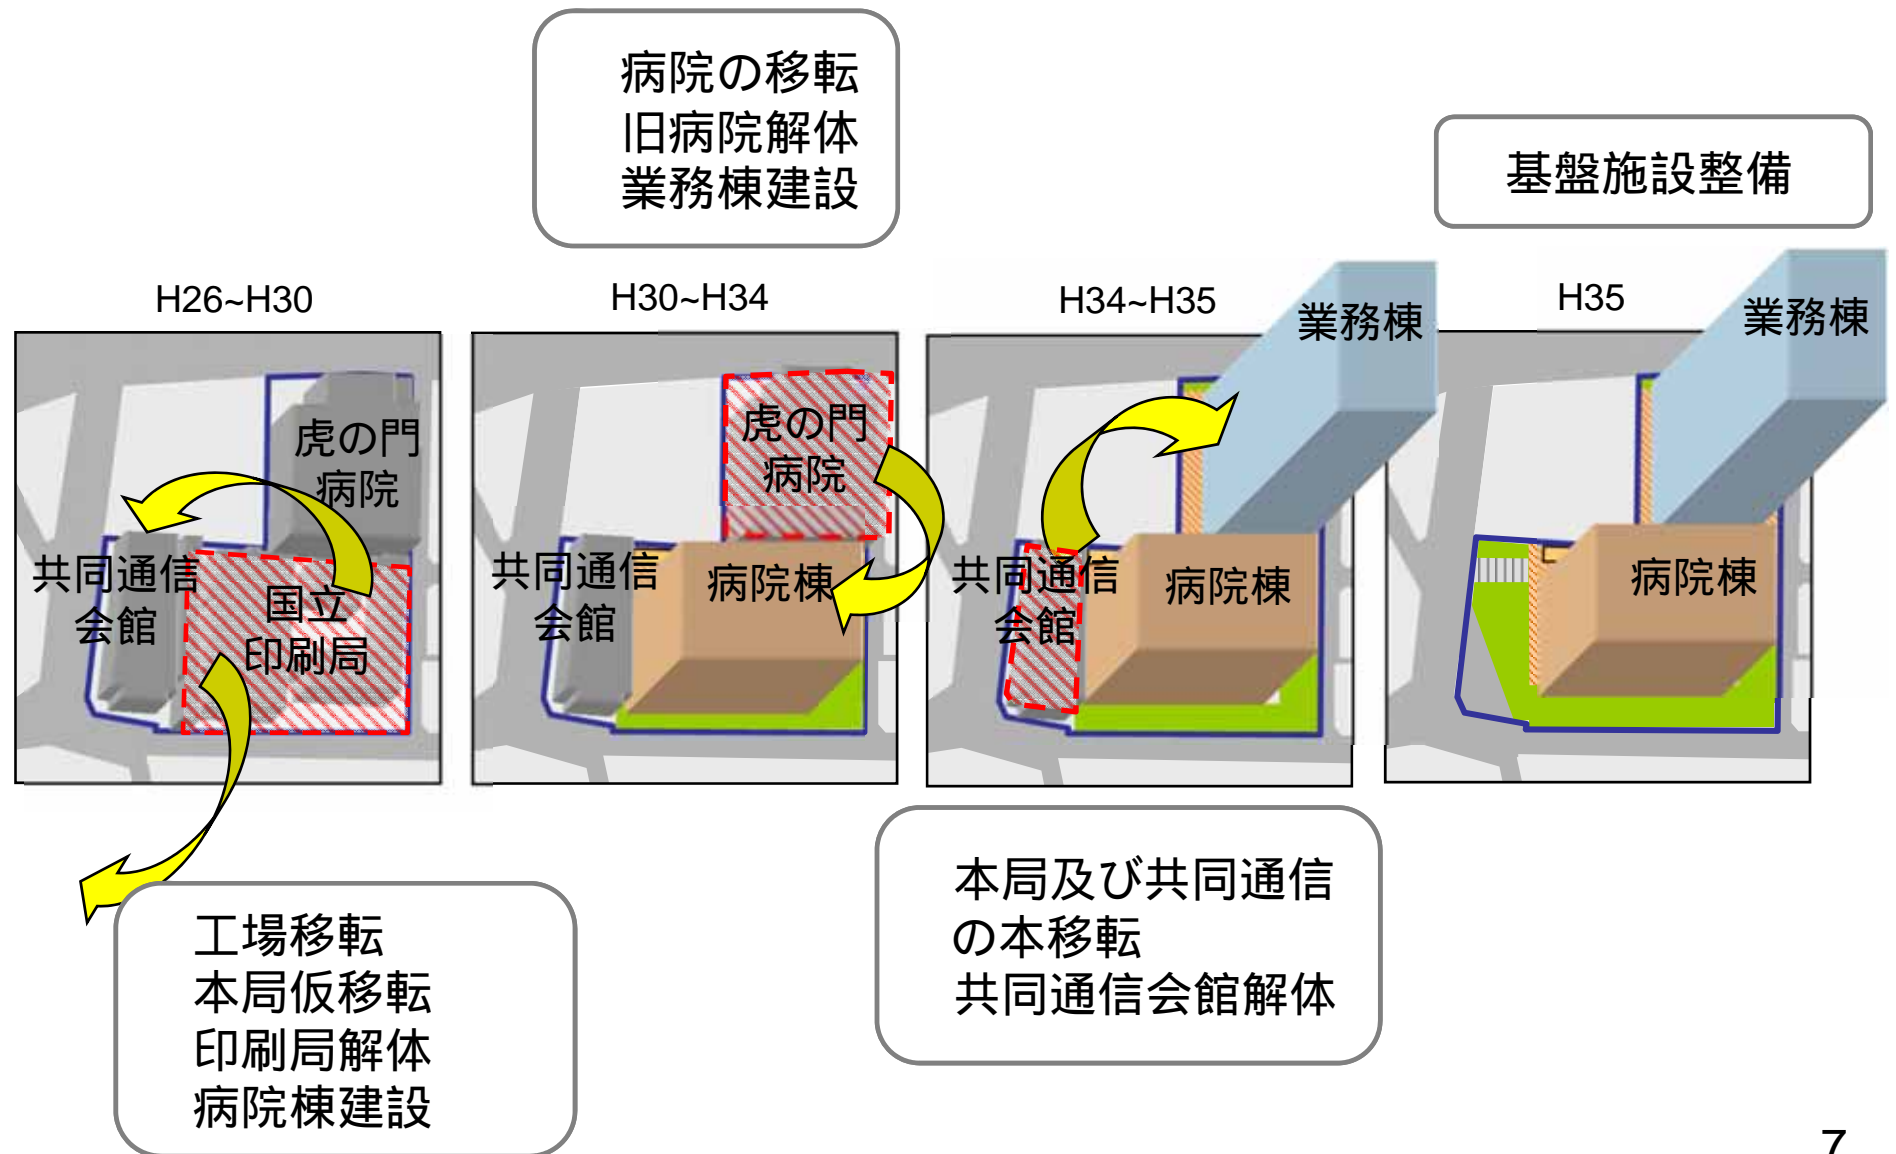 病院の移転
旧病院解体
業務棟建設
基盤施設整備
H26~H30
H30~H34
H34~H35
H35
虎の門
病院
共同通信
会館
国立
印刷局
虎の門
病院
共同通信
会館
病院棟
業務棟
共同通信
会館
病院棟
業務棟
病院棟
工場移転
本局仮移転
印刷局解体
病院棟建設
本局及び共同通信
の本移転
共同通信会館解体
7